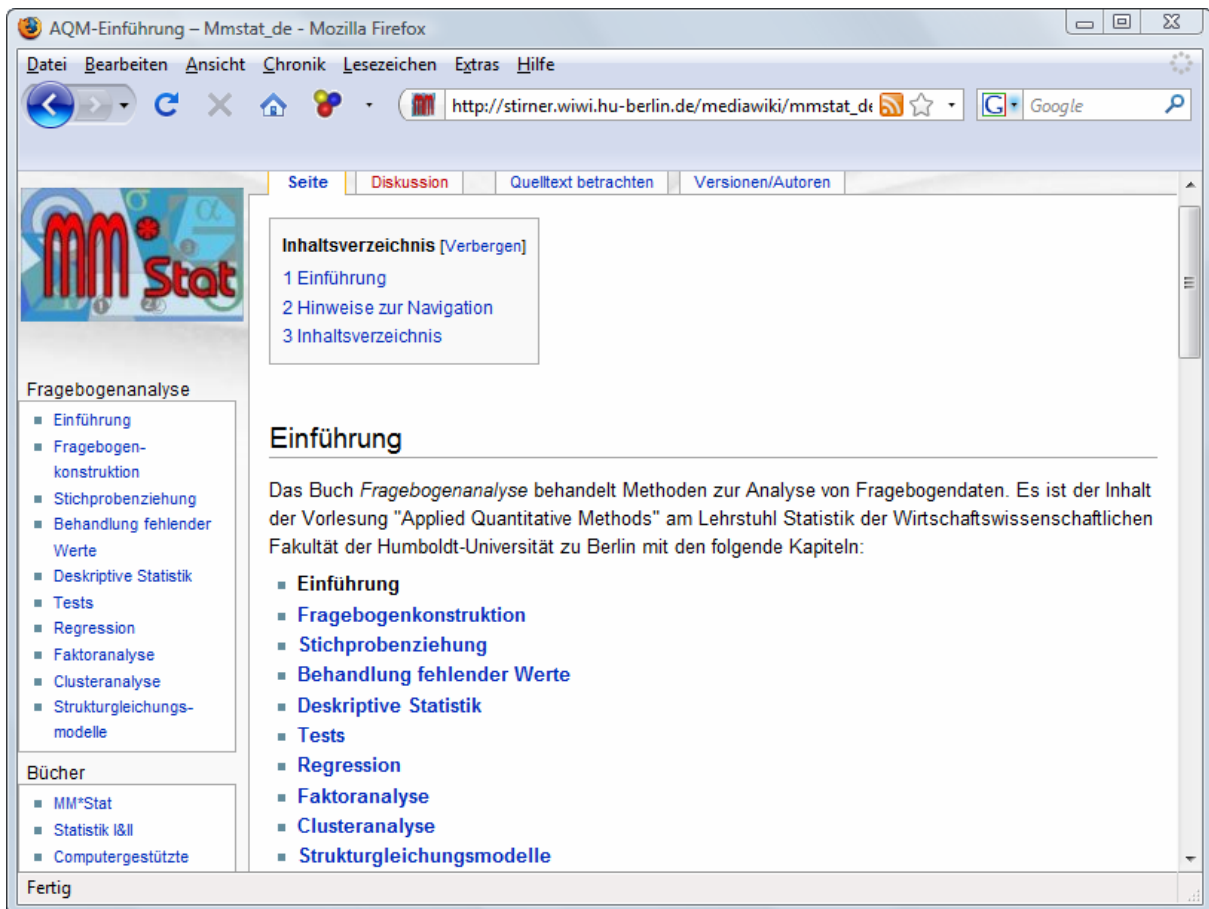 AQM-Einführung – Mmstat_de - Mozilla Firefox
Datei Bearbeiten Ansicht Chronik Lesezeichen Extras Hilfe
http://stirner.wiwi.hu-berlin.de/mediawiki/mmstat_de
G Google
Seite Diskussion Quelltext betrachten Versionen/Autoren
MM*Stat
σ α
1 2 3
Inhaltsverzeichnis [Verbergen]
1 Einführung
2 Hinweise zur Navigation
3 Inhaltsverzeichnis
Fragebogenanalyse
Einführung
Fragebogen-
konstruktion
Stichprobenziehung
Behandlung fehlender
Werte
Deskriptive Statistik
Tests
Regression
Faktoranalyse
Clusteranalyse
Strukturgleichungs-
modelle
Bücher
MM*Stat
Statistik I&II
Computergestützte
Einführung
Das Buch Fragebogenanalyse behandelt Methoden zur Analyse von Fragebogendaten. Es ist der Inhalt
der Vorlesung "Applied Quantitative Methods" am Lehrstuhl Statistik der Wirtschaftswissenschaftlichen
Fakultät der Humboldt-Universität zu Berlin mit den folgende Kapiteln:
Einführung
Fragebogenkonstruktion
Stichprobenziehung
Behandlung fehlender Werte
Deskriptive Statistik
Tests
Regression
Faktoranalyse
Clusteranalyse
Strukturgleichungsmodelle
Fertig